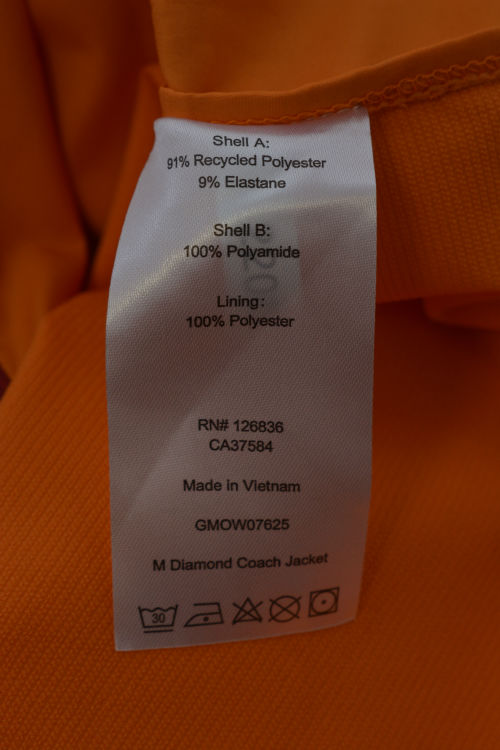 Shell A:
91% Recycled Polyester
9% Elastane
Shell B:
100% Polyamide
Lining:
100% Polyester
RN# 126836
CA37584
Made in Vietnam
GMOW07625
M Diamond Coach Jacket
30